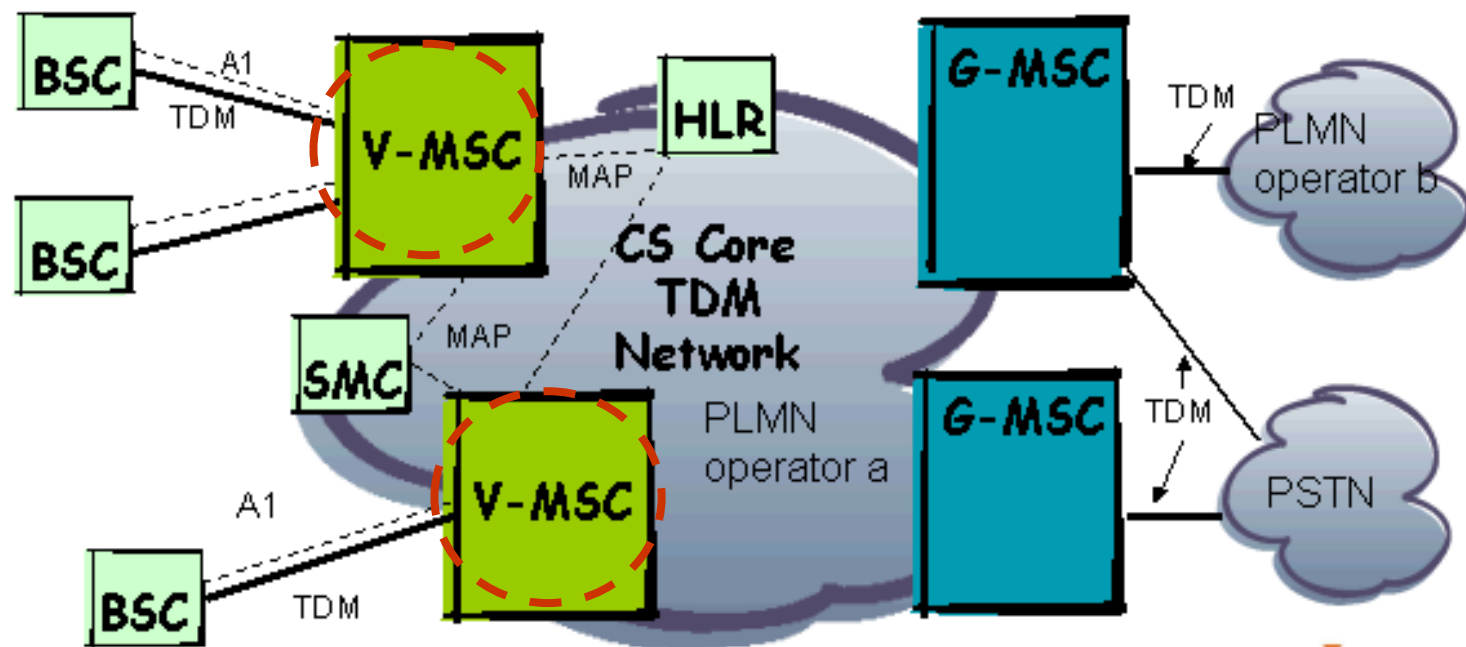 BSC
A1
TDM
V-MSC
HLR
MAP
G-MSC
TDM
PLMN
operator b
BSC
CS Core
TDM
Network
MAP
SMC
PLMN
operator a
G-MSC
TDM
PSTN
A1
V-MSC
BSC
TDM